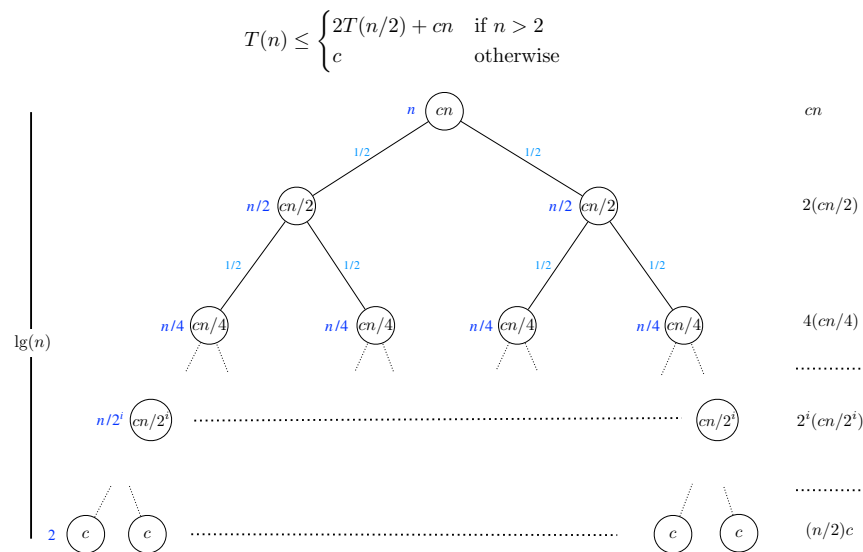 T(n) ≤ { 2T(n/2) + cn if n > 2
c otherwise
n cn cn
1/2 1/2
n/2 cn/2 n/2 cn/2 2(cn/2)
1/2 1/2 1/2 1/2
n/4 cn/4 n/4 cn/4 n/4 cn/4 n/4 cn/4 4(cn/4)
lg(n)
n/2^i cn/2^i cn/2^i 2^i(cn/2^i)
2 c c c c (n/2)c